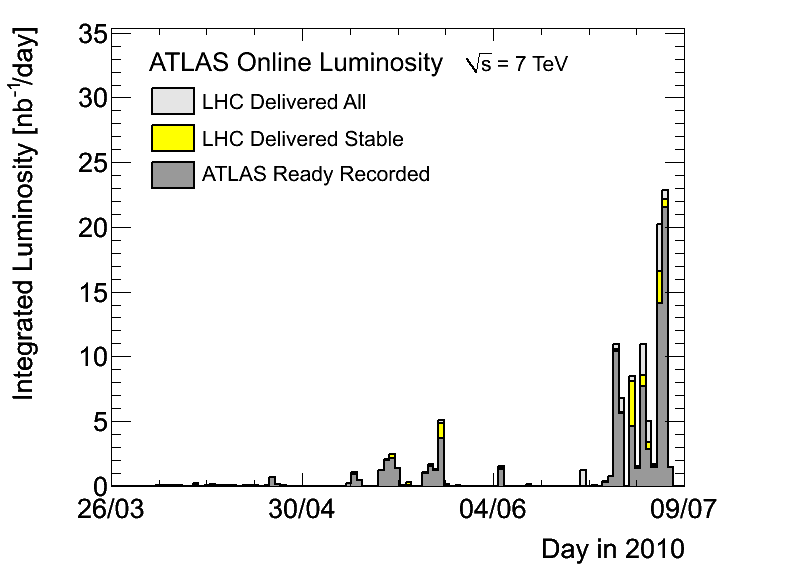 ATLAS Online Luminosity √s = 7 TeV
LHC Delivered All
LHC Delivered Stable
ATLAS Ready Recorded
Integrated Luminosity [nb⁻¹/day]
35
30
25
20
15
10
5
0
26/03 30/04 04/06 09/07
Day in 2010